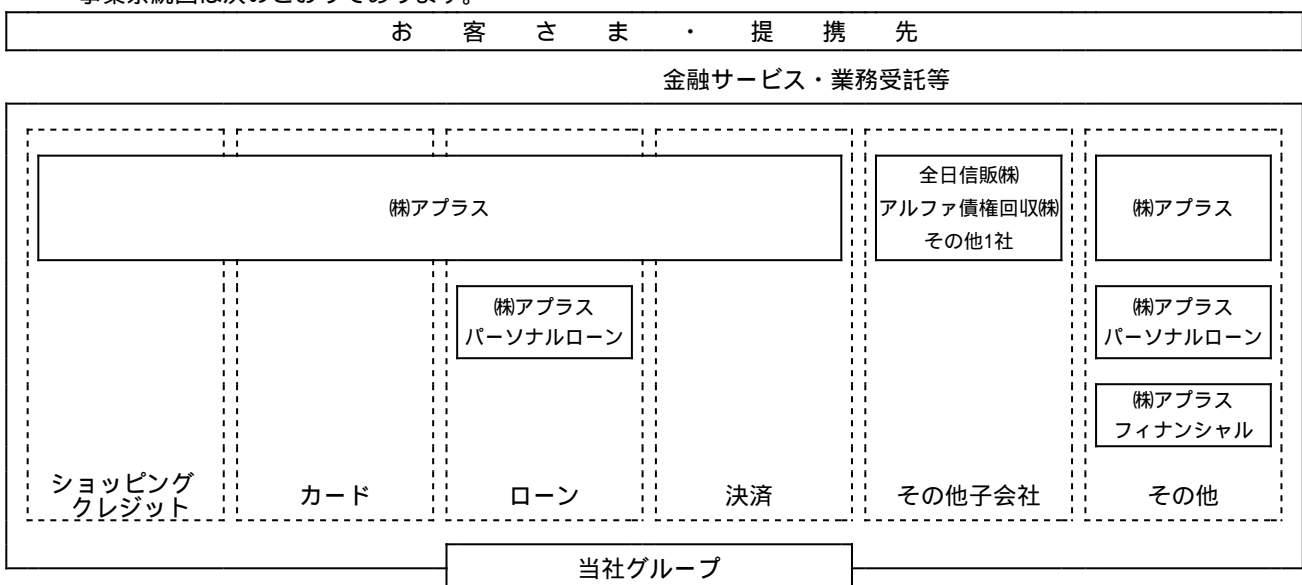 事業系統図は次のとおりであります。
お客さま・提携先
金融サービス・業務受託等
㈱アプラス
全日信販㈱
アルファ債権回収㈱
その他1社
㈱アプラス
㈱アプラス
パーソナルローン
㈱アプラス
パーソナルローン
㈱アプラス
フィナンシャル
ショッピング
クレジット
カード
ローン
決済
その他子会社
その他
当社グループ